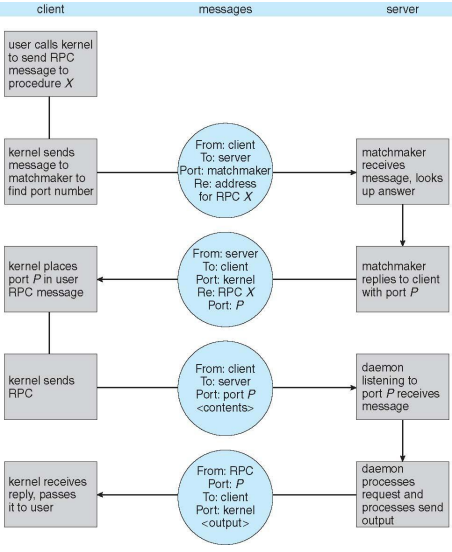 client
messages
server
user calls kernel
to send RPC
message to
procedure X
kernel sends
message to
matchmaker to
find port number
From: client
To: server
Port: matchmaker
Re: address
for RPC X
matchmaker
receives
message, looks
up answer
kernel places
port P in user
RPC message
From: server
To: client
Port: kernel
Re: RPC X
Port: P
matchmaker
replies to client
with port P
kernel sends
RPC
From: client
To: server
Port: port P
<contents>
daemon
listening to
port P receives
message
kernel receives
reply, passes
it to user
From: RPC
Port: P
To: client
Port: kernel
<output>
daemon
processes
request and
processes send
output